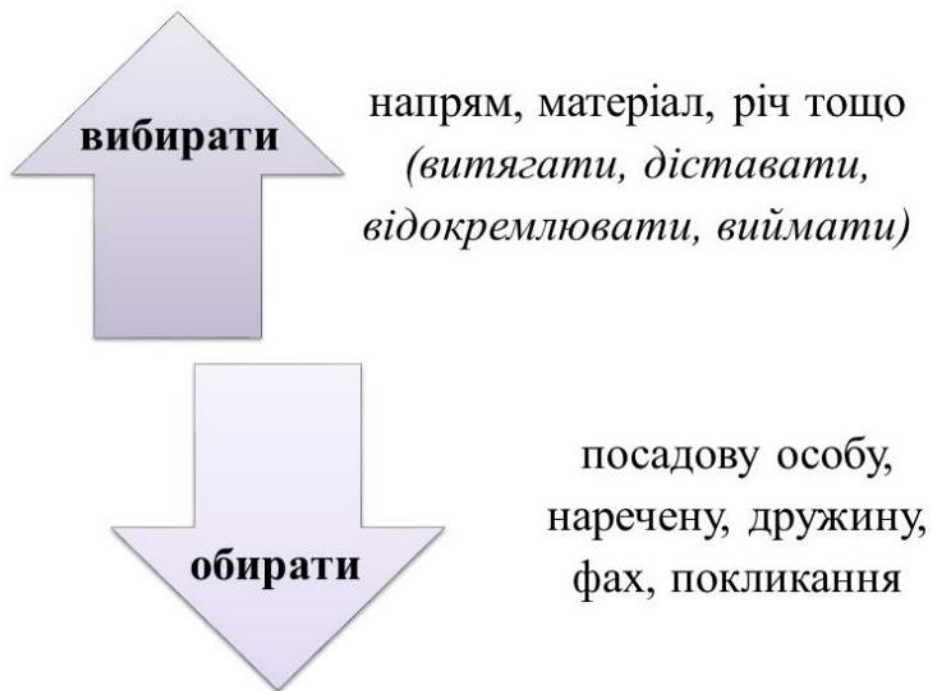 вибирати
напрям, матеріал, річ тощо
(витягати, діставати,
відокремлювати, виймати)
обирати
посадову особу,
наречену, дружину,
фах, покликання